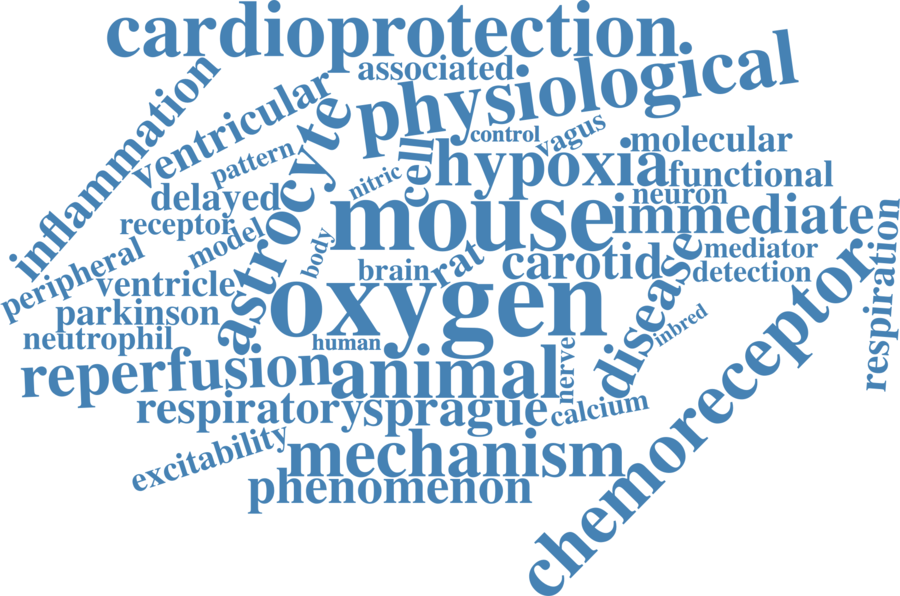 cardioprotection
associated
physiological
inflammation
ventricular
control
vagus
molecular
pattern
astrocyte
cell
hypoxia
functional
nitric
delayed
neuron
mouse
immediate
receptor
model
body
respiration
peripheral
brain
rat
carotid
mediator
detection
ventricle
oxygen
disease
parkinson
neutrophil
human
inbred
chemoreceptor
reperfusion
animal
nerve
respiratory
sprague
calcium
excitability
mechanism
phenomenon